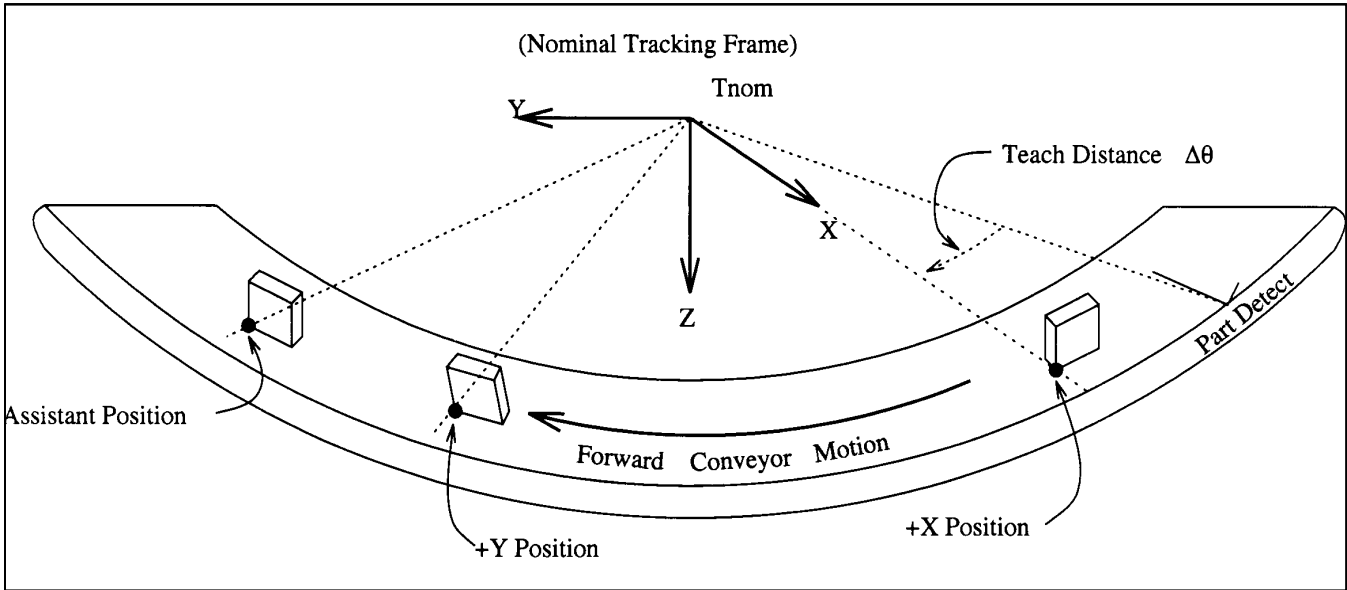 (Nominal Tracking Frame)
Tnom
Y
X
Z
Teach Distance Δθ
Part Detect
Assistant Position
Forward Conveyor Motion
+X Position
+Y Position